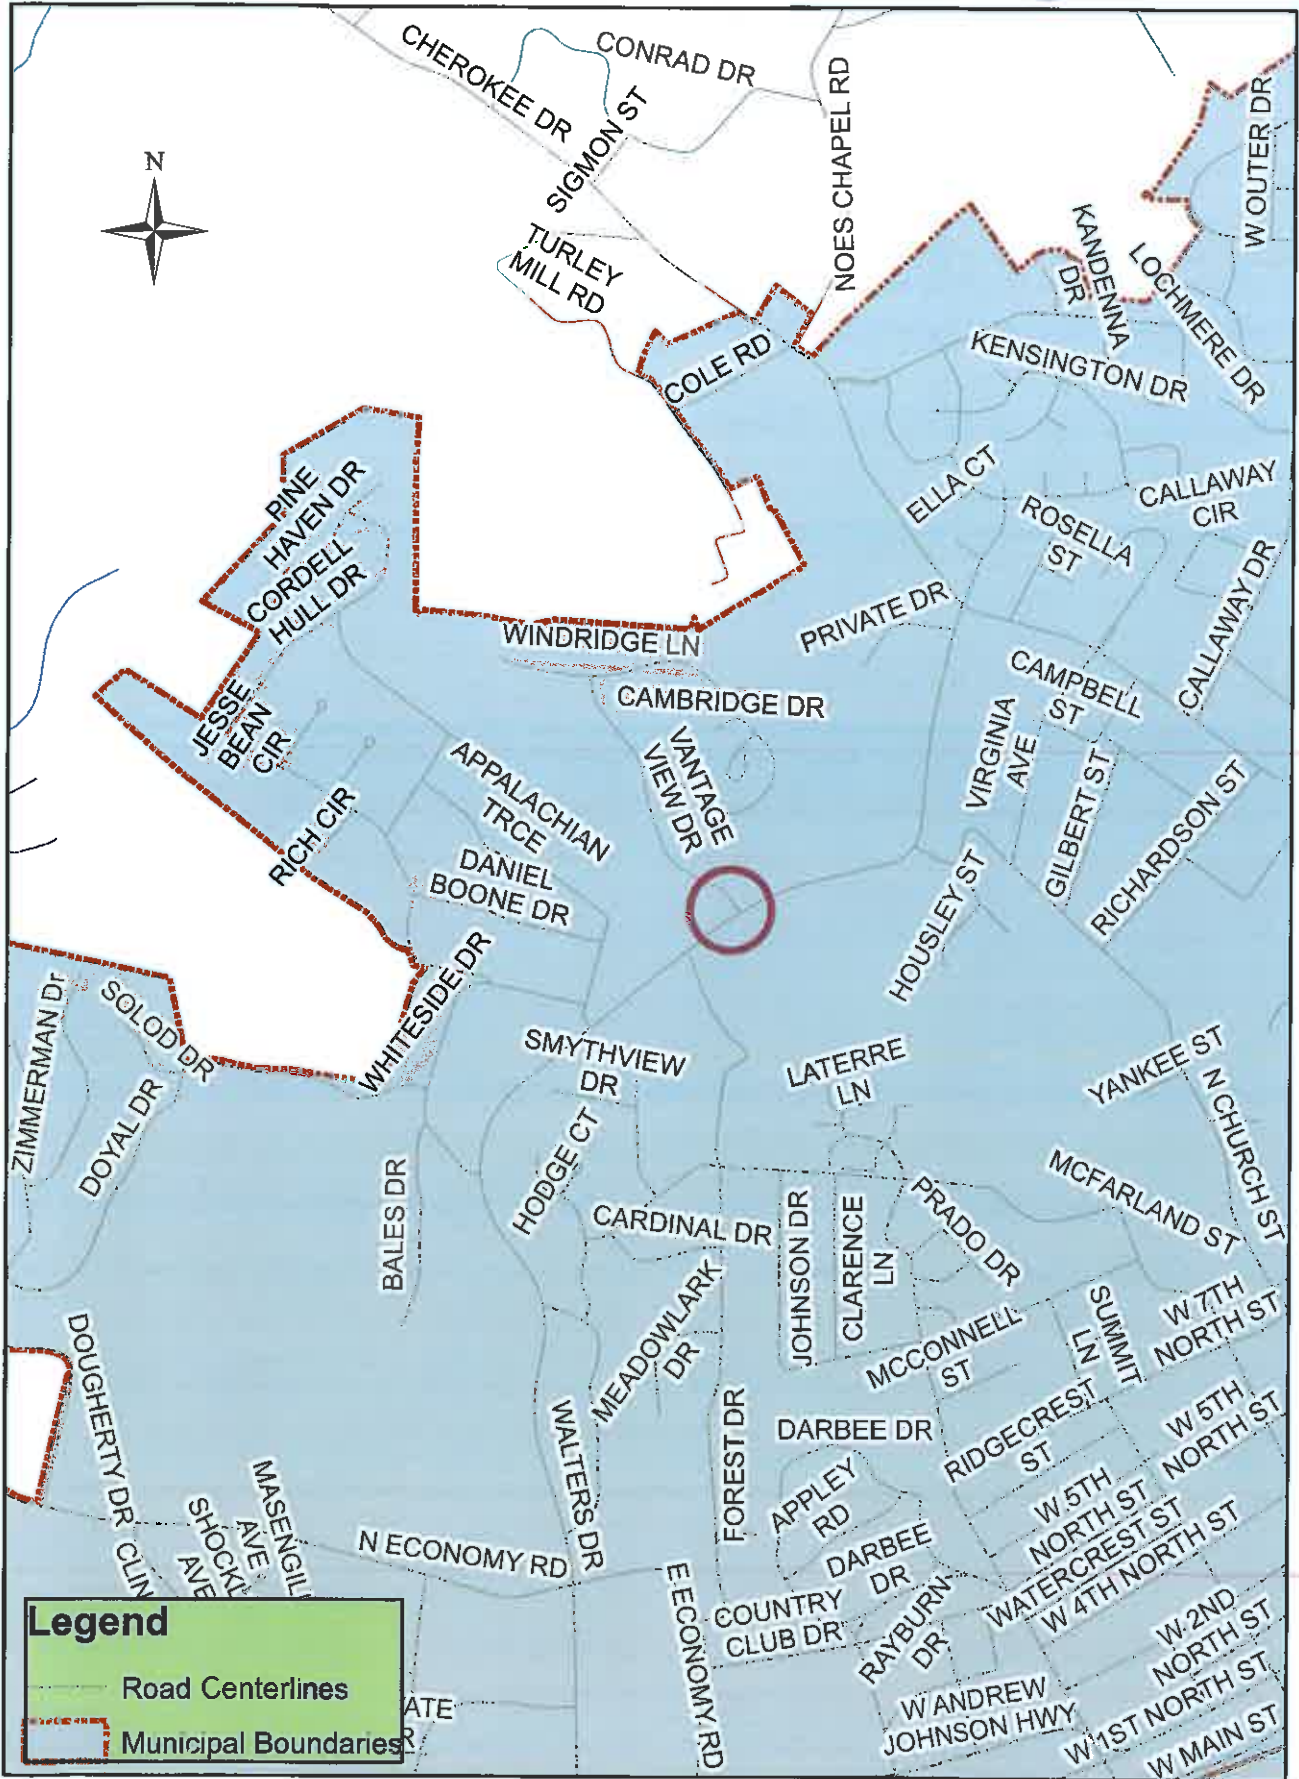 CONRAD DR
CHEROKEE DR
SIGMON ST
NOES CHAPEL RD
W OUTER DR
N
TURLEY
MILL RD
KANDENNA
DR
LOCHMERE DR
COLE RD
KENSINGTON DR
PINE
HAVEN DR
CORDELL
HULL DR
ELLA CT
CALLAWAY
CIR
ROSELLA
ST
CALLAWAY DR
PRIVATE DR
WINDRIDGE LN
CAMBRIDGE DR
CAMPBELL
ST
JESSE
BEAN
CIR
VANTAGE
VIEW DR
VIRGINIA
AVE
GILBERT ST
RICHARDSON ST
APPALACHIAN
TRCE
RICH CIR
DANIEL
BOONE DR
HOUSLEY ST
WHITESIDE DR
ZIMMERMAN Dr
SOLOD DR
DOYAL DR
SMYTHVIEW
DR
LATERRE
LN
YANKEE ST
N CHURCH ST
HODGE CT
BALES DR
CARDINAL DR
JOHNSON DR
CLARENCE
LN
PRADO DR
MCFARLAND ST
MEADOWLARK
DR
MCCONNELL
ST
SUMMIT
LN
W 7TH
NORTH ST
DOUGHERTY DR
WALTERS DR
FOREST DR
DARBEE DR
RIDGECREST
ST
W 5TH
NORTH ST
APPLEY
RD
W 5TH
NORTH ST
MASENGIL
AVE
SHOCKL
AVE
CLIN
N ECONOMY RD
DARBEE
DR
WATERCREST ST
W 4TH NORTH ST
E ECONOMY RD
COUNTRY
CLUB DR
RAYBURN
DR
W 2ND
NORTH ST
W ANDREW
JOHNSON HWY
W 1ST NORTH ST
W MAIN ST
Legend
Road Centerlines
Municipal Boundaries
ATE
R